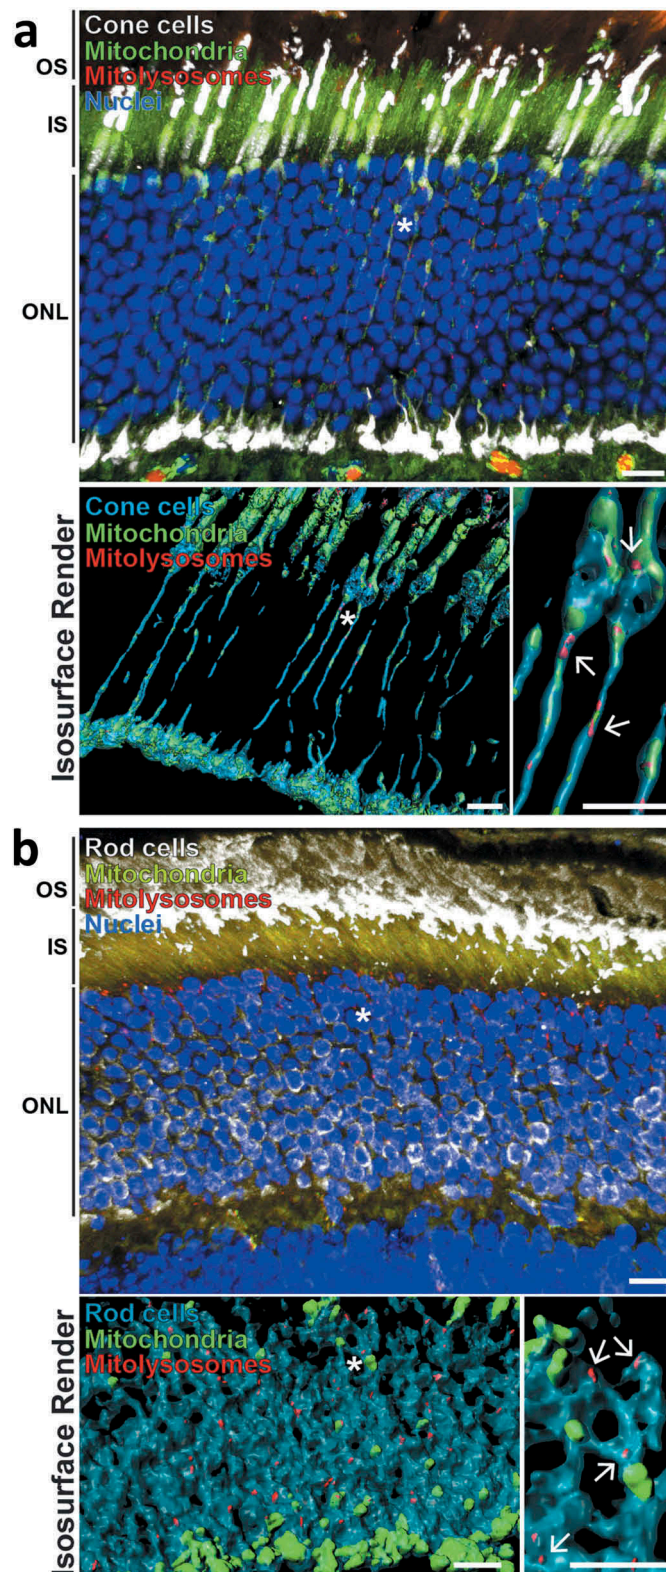 a
Cone cells
Mitochondria
Mitolysosomes
Nuclei
OS
IS
ONL
*
Isosurface Render
Cone cells
Mitochondria
Mitolysosomes
*
b
Rod cells
Mitochondria
Mitolysosomes
Nuclei
OS
IS
ONL
*
Isosurface Render
Rod cells
Mitochondria
Mitolysosomes
*